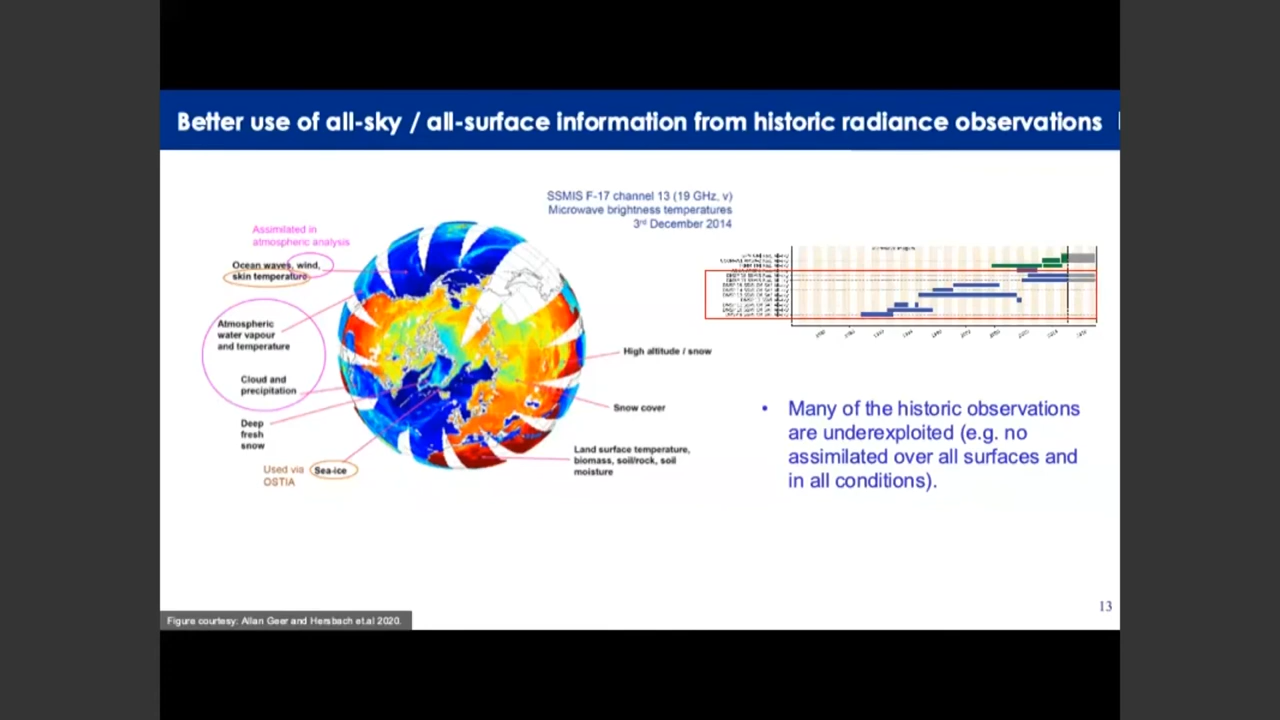 Better use of all-sky / all-surface information from historic radiance observations
SSMIS F-17 channel 13 (19 GHz, v)
Microwave brightness temperatures
3rd December 2014
Assimilated in
atmospheric analysis
Ocean waves, wind,
skin temperature
Atmospheric
water vapour
and temperature
Cloud and
precipitation
Deep
fresh
snow
Used via
OSTIA
Sea-ice
High altitude / snow
Snow cover
Land surface temperature,
biomass, soil/rock, soil
moisture
• Many of the historic observations
are underexploited (e.g. no
assimilated over all surfaces and
in all conditions).
13
Figure courtesy: Allan Geer and Hersbach et.al 2020.